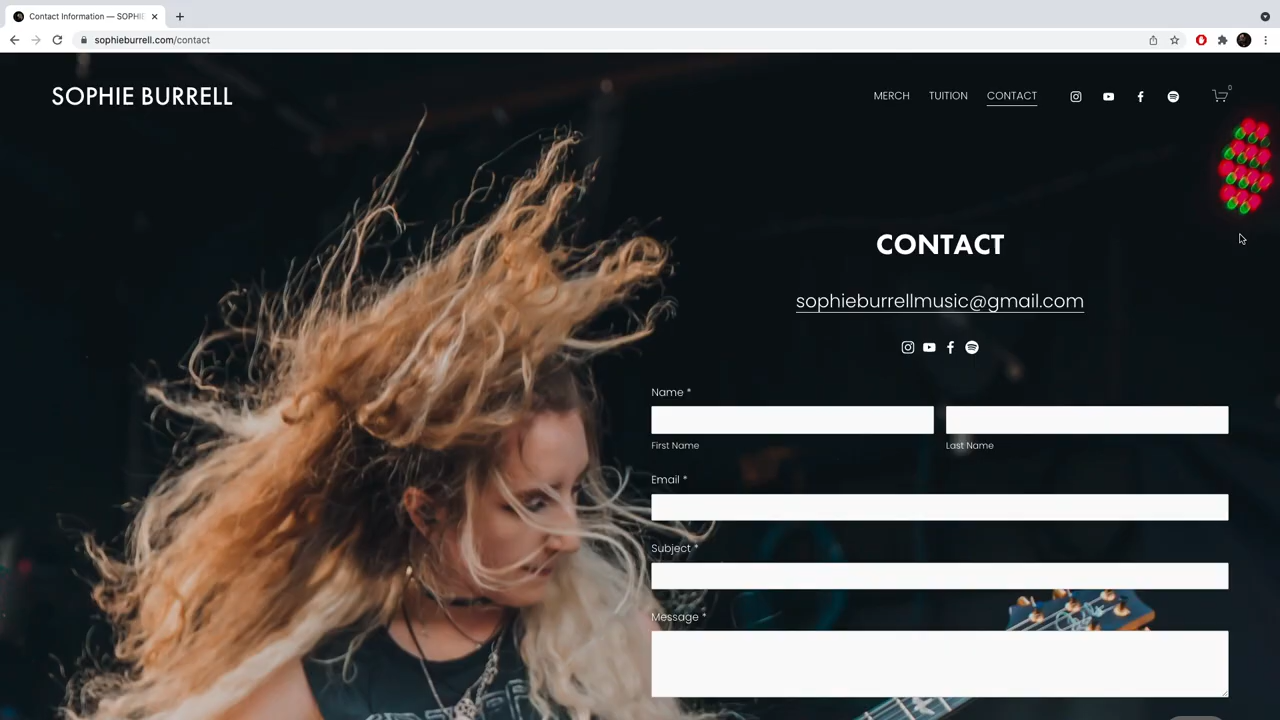 Contact Information — SOPHIE
sophieburrell.com/contact
SOPHIE BURRELL
MERCH
TUITION
CONTACT
0
CONTACT
sophieburrellmusic@gmail.com
Name *
First Name
Last Name
Email *
Subject *
Message *